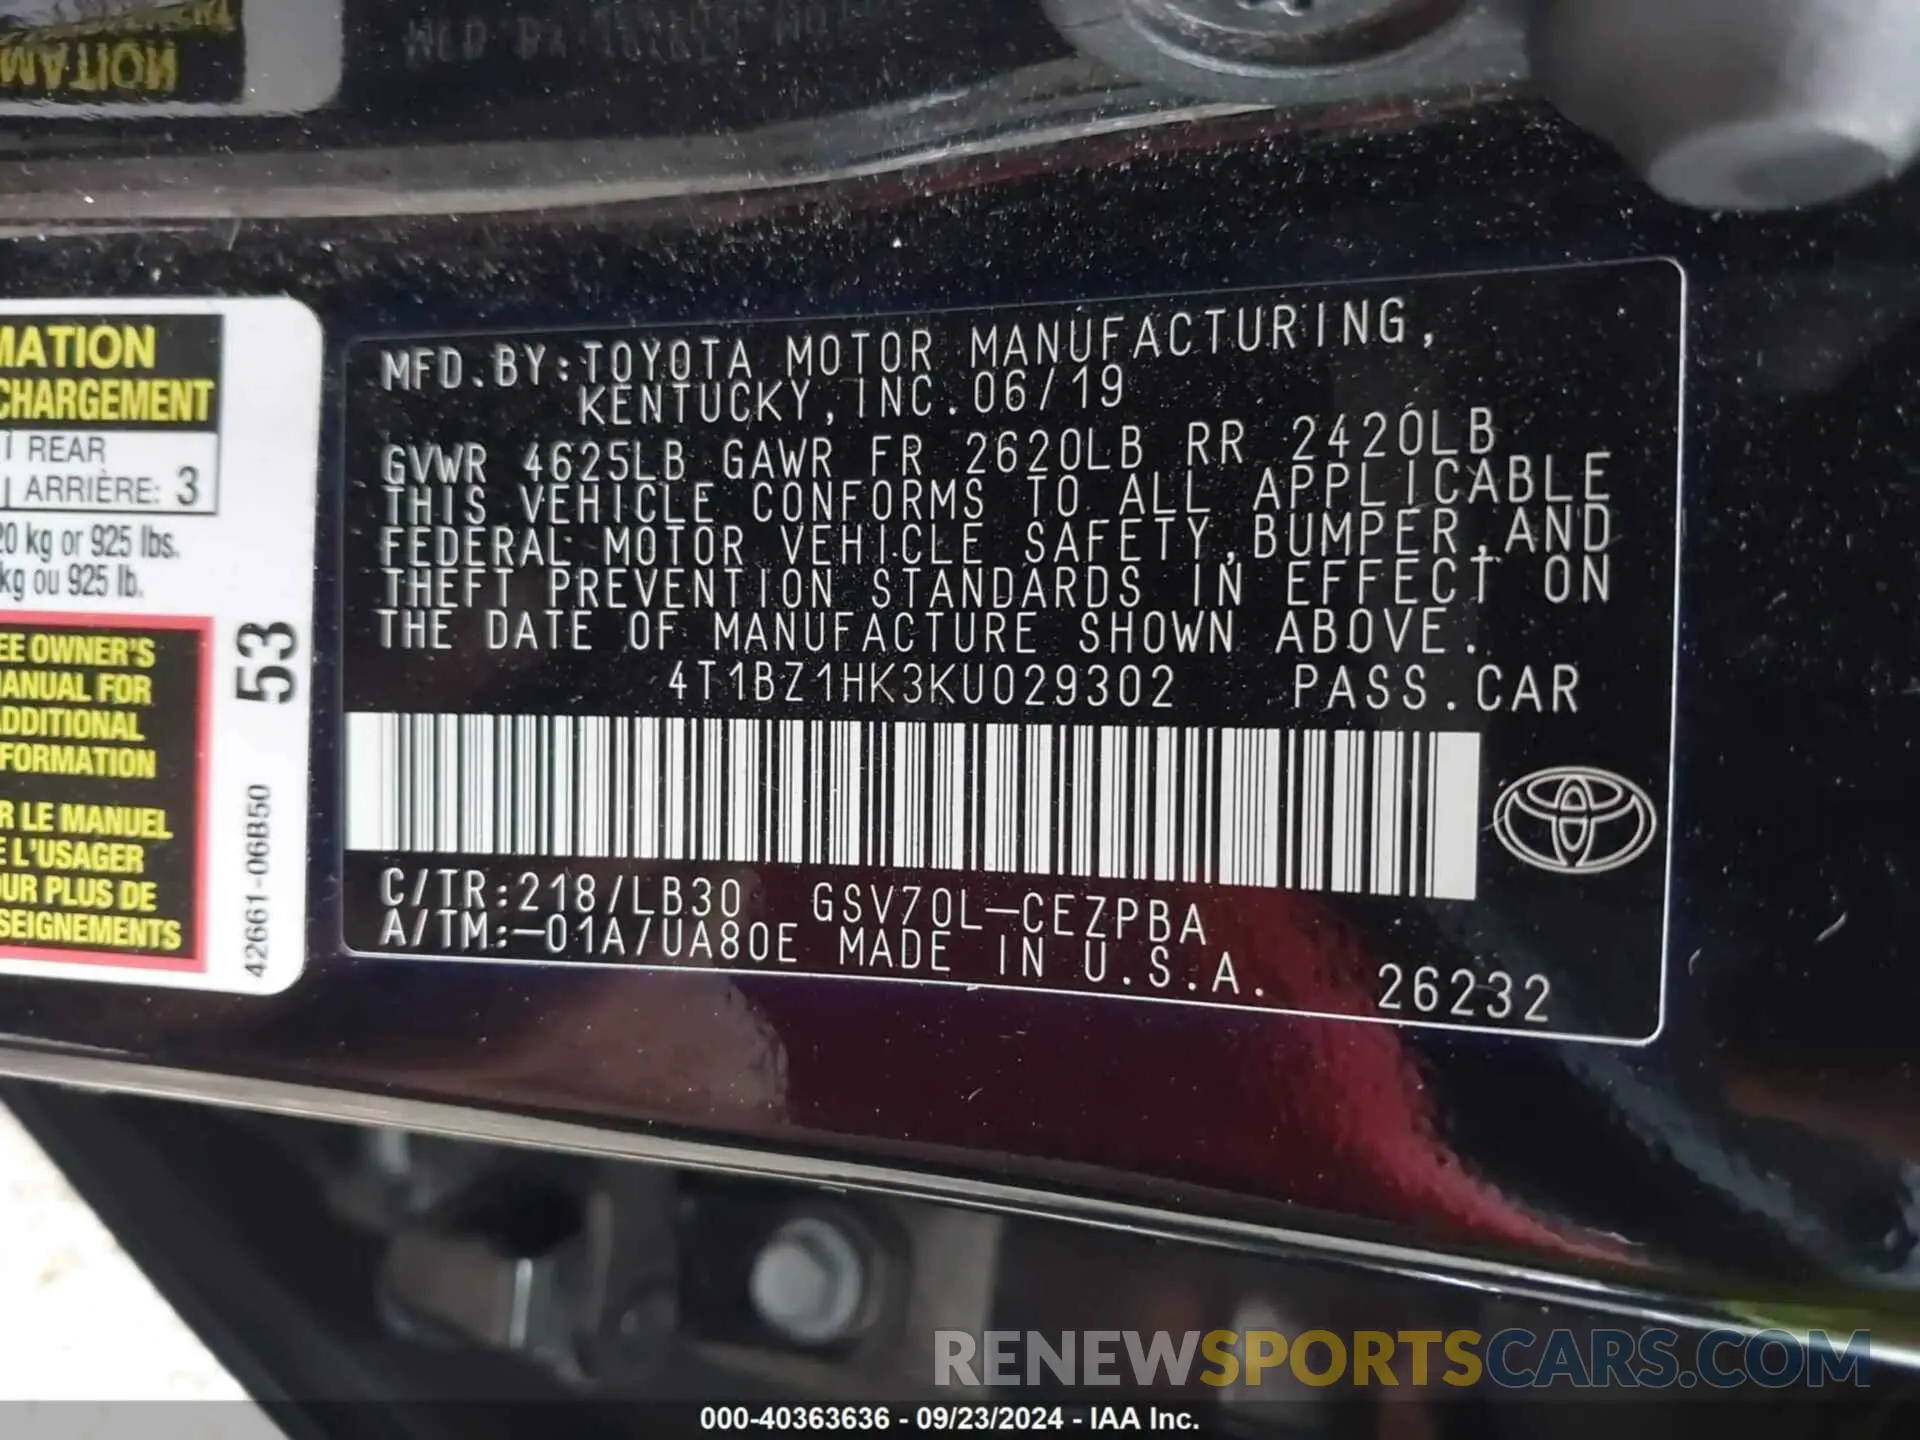 MATION
CHARGEMENT
REAR
ARRIÈRE: 3
20 kg or 925 lbs.
kg ou 925 lb.
EE OWNER'S
ANUAL FOR
ADDITIONAL
FORMATION
R LE MANUEL
E L'USAGER
OUR PLUS DE
SEIGNEMENTS
53
42661-06B50
MFD.BY:TOYOTA MOTOR MANUFACTURING,
KENTUCKY,INC.06/19
GVWR 4625LB GAWR FR 2620LB RR 2420LB
THIS VEHICLE CONFORMS TO ALL APPLICABLE
FEDERAL MOTOR VEHICLE SAFETY,BUMPER,AND
THEFT PREVENTION STANDARDS IN EFFECT ON
THE DATE OF MANUFACTURE SHOWN ABOVE.
4T1BZ1HK3KU029302 PASS.CAR
C/TR:218/LB30 GSV70L-CEZPBA
A/TM:-01A/UA80E MADE IN U.S.A.
26232
RENEWSPORTSCARS.COM
000-40363636 - 09/23/2024 - IAA Inc.